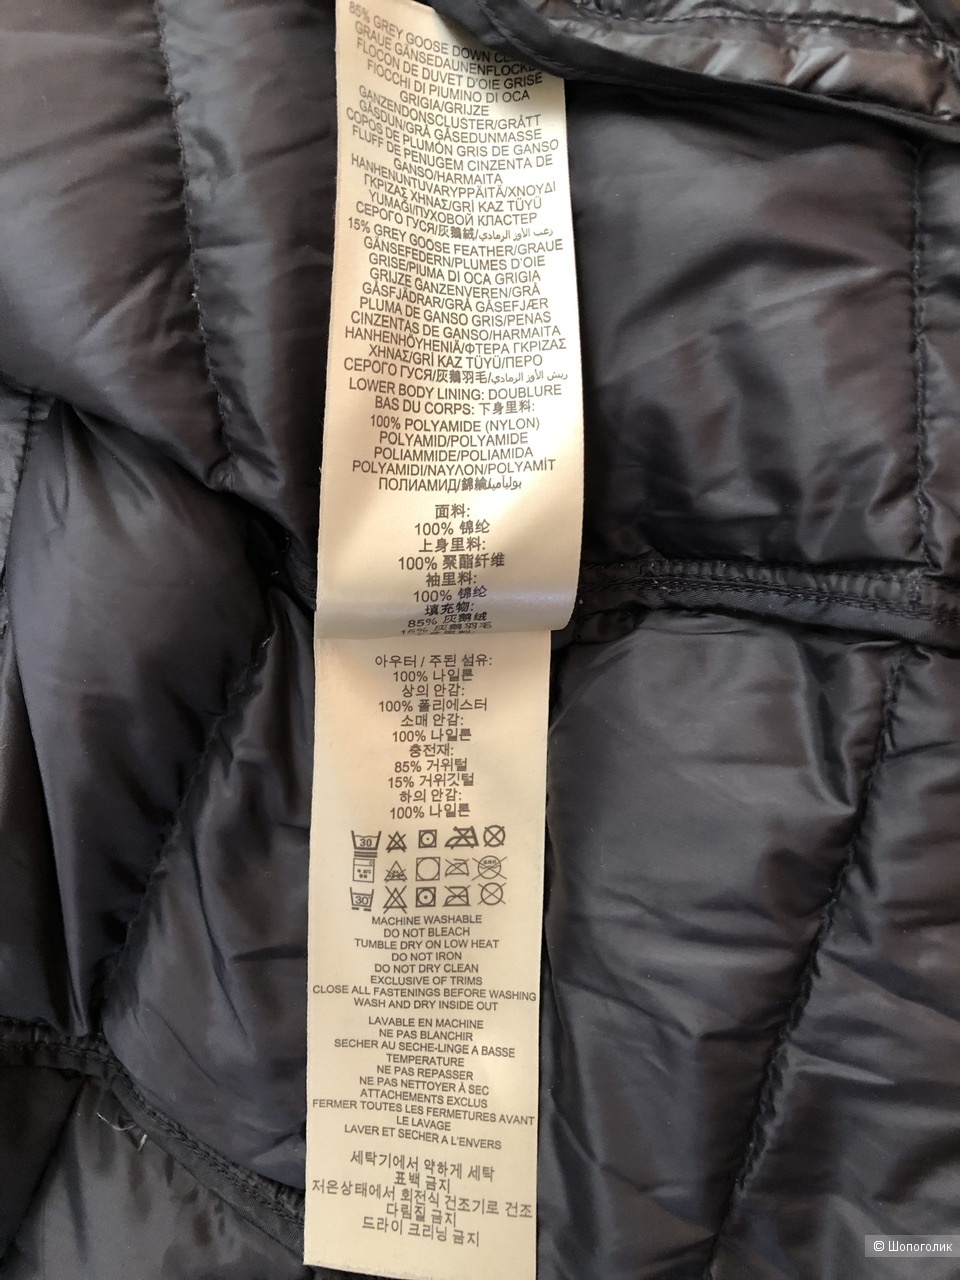 85% GREY GOOSE DOWN
GRAUE GÄNSEDAUNENFLOCKE
FLOCON DE DUVET D'OIE GRISE
FIOCCHI DI PIUMINO DI OCA
GRIGIA/GRIJZE
GANZENDONSCLUSTER/GRÅTT
GÅSDUN/GRÅ GÅSEDUNMASSE
COPOS DE PLUMÓN GRIS DE GANSO
FLUFF DE PENUGEM CINZENTA DE
GANSO/HARMAITA
HANHENUNTUVARYPPÄITÄ/ΧΝΟΥΔΙ
ΓΚΡΙΖΑΣ ΧΗΝΑΣ/GRİ KAZ TÜYÜ
YUMAĞI/ПУХОВОЙ КЛАСТЕР
СЕРОГО ГУСЯ/灰鵝絨/زغب الأوز الرمادي
15% GREY GOOSE FEATHER/GRAUE
GÄNSEFEDERN/PLUMES D'OIE
GRISE/PIUMA DI OCA GRIGIA
GRIJZE GANZENVEREN/GRÅ
GÅSFJÄDRAR/GRÅ GÅSEFJÆR
PLUMA DE GANSO GRIS/PENAS
CINZENTAS DE GANSO/HARMAITA
HANHENHÖYHENIÄ/ΦΤΕΡΑ ΓΚΡΙΖΑΣ
ΧΗΝΑΣ/GRİ KAZ TÜYÜ/ПЕРО
СЕРОГО ГУСЯ/灰鵝羽毛/ريش الأوز الرمادي
LOWER BODY LINING: DOUBLURE
BAS DU CORPS: 下身里料:
100% POLYAMIDE (NYLON)
POLYAMID/POLYAMIDE
POLIAMMIDE/POLIAMIDA
POLYAMIDI/ΝΑΥΛΟΝ/POLYAMİT
ПОЛИАМИД/錦綸/بولياميد
面料:
100% 锦纶
上身里料:
100% 聚酯纤维
袖里料:
100% 锦纶
填充物:
85% 灰鹅绒
15% 灰鹅羽毛
아우터 / 주된 섬유:
100% 나일론
상의 안감:
100% 폴리에스터
소매 안감:
100% 나일론
충전재:
85% 거위털
15% 거위깃털
하의 안감:
100% 나일론
30
30
MACHINE WASHABLE
DO NOT BLEACH
TUMBLE DRY ON LOW HEAT
DO NOT IRON
DO NOT DRY CLEAN
EXCLUSIVE OF TRIMS
CLOSE ALL FASTENINGS BEFORE WASHING
WASH AND DRY INSIDE OUT
LAVABLE EN MACHINE
NE PAS BLANCHIR
SECHER AU SECHE-LINGE A BASSE
TEMPERATURE
NE PAS REPASSER
NE PAS NETTOYER À SEC
ATTACHEMENTS EXCLUS
FERMER TOUTES LES FERMETURES AVANT
LE LAVAGE
LAVER ET SECHER A L'ENVERS
세탁기에서 약하게 세탁
표백 금지
저온상태에서 회전식 건조기로 건조
다림질 금지
드라이 크리닝 금지
© Шопоголик